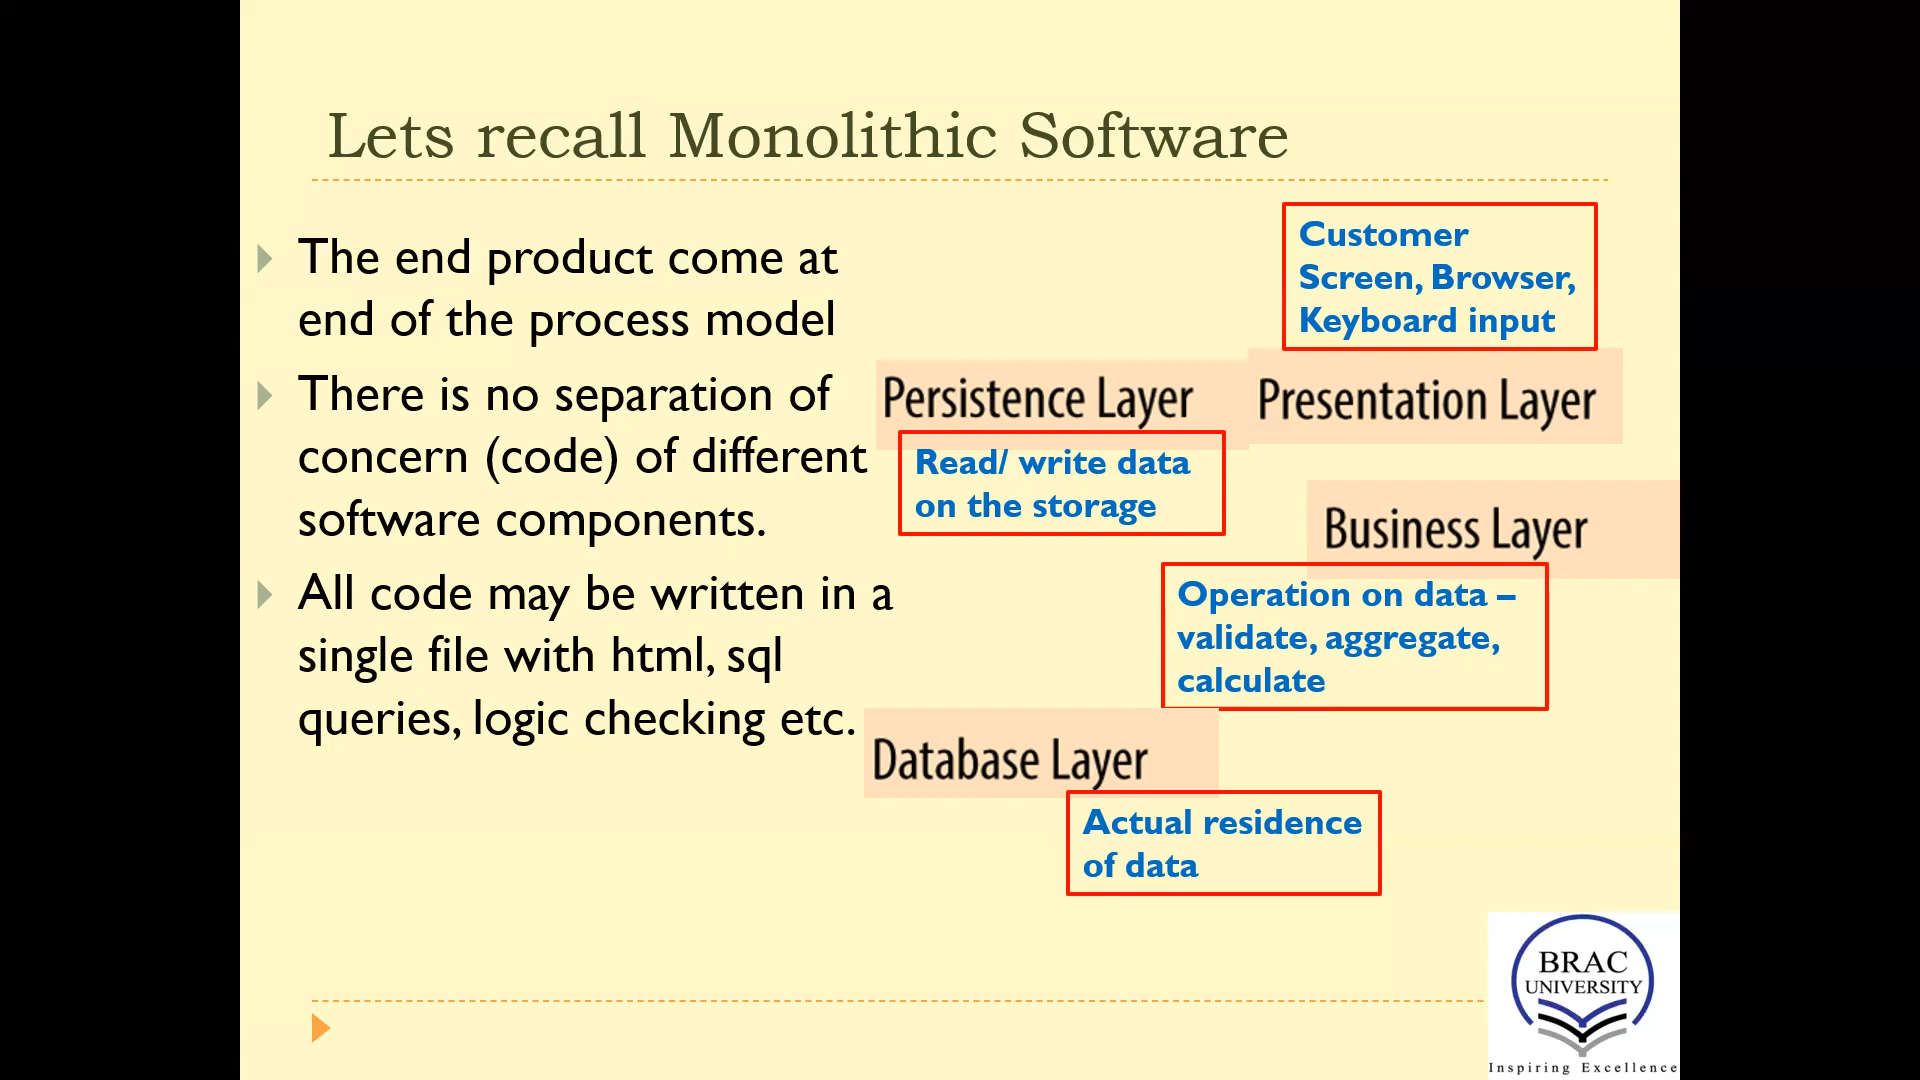 Lets recall Monolithic Software
The end product come at
end of the process model
There is no separation of
concern (code) of different
software components.
All code may be written in a
single file with html, sql
queries, logic checking etc.
Customer
Screen, Browser,
Keyboard input
Persistence Layer
Presentation Layer
Read/ write data
on the storage
Business Layer
Operation on data –
validate, aggregate,
calculate
Database Layer
Actual residence
of data
BRAC
UNIVERSITY
Inspiring Excellence